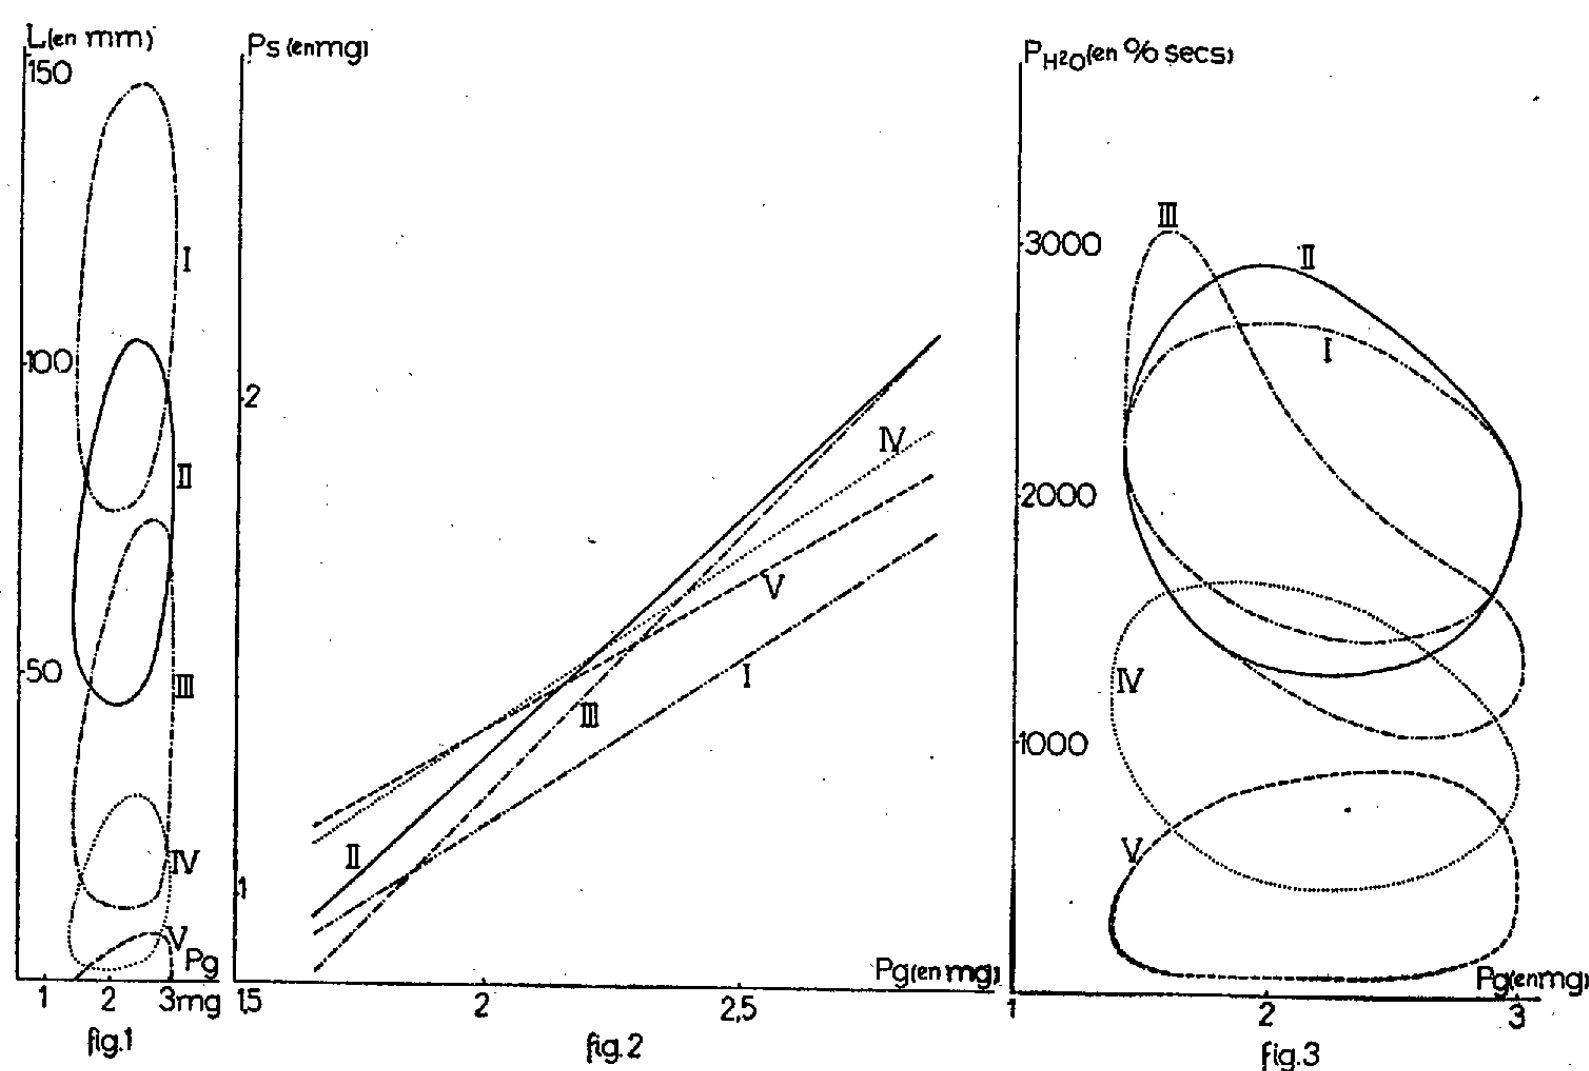 L(en mm)
150
I
100
II
50
III
IV
V
Pg
1 2 3mg
fig.1
Ps (en mg)
2
IV
V
I
III
II
1
Pg(en mg)
1,5 2 2,5
fig.2
PH2O(en % secs)
III
3000
II
I
2000
IV
1000
V
Pg(en mg)
1 2 3
fig.3